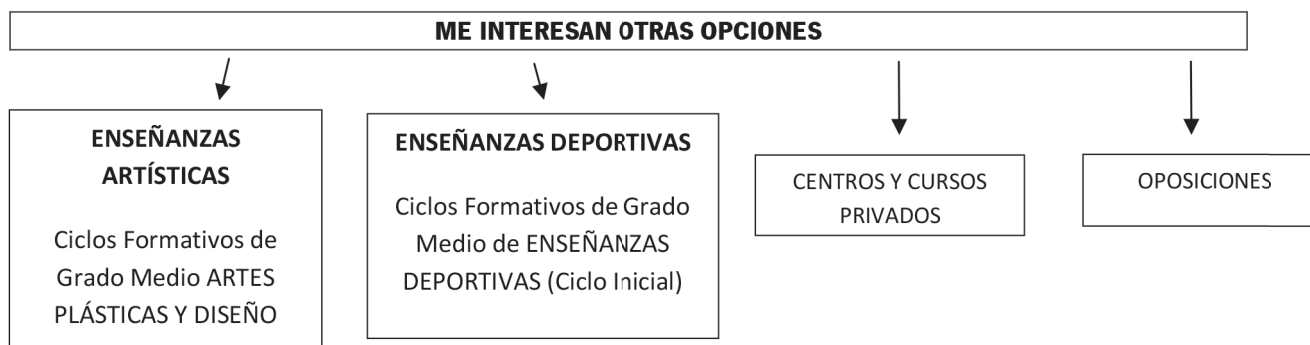 ME INTERESAN OTRAS OPCIONES
ENSEÑANZAS
ARTÍSTICAS
Ciclos Formativos de
Grado Medio ARTES
PLÁSTICAS Y DISEÑO
ENSEÑANZAS DEPORTIVAS
Ciclos Formativos de Grado
Medio de ENSEÑANZAS
DEPORTIVAS (Ciclo Inicial)
CENTROS Y CURSOS
PRIVADOS
OPOSICIONES